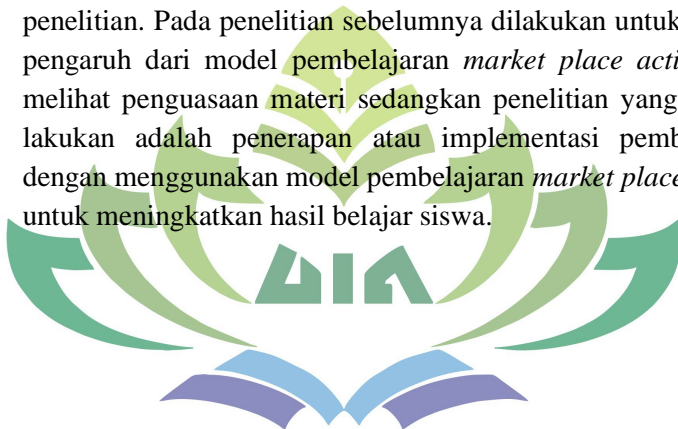 penelitian. Pada penelitian sebelumnya dilakukan untuk
pengaruh dari model pembelajaran market place acti
melihat penguasaan materi sedangkan penelitian yang
lakukan adalah penerapan atau implementasi pemb
dengan menggunakan model pembelajaran market place
untuk meningkatkan hasil belajar siswa.
UIN